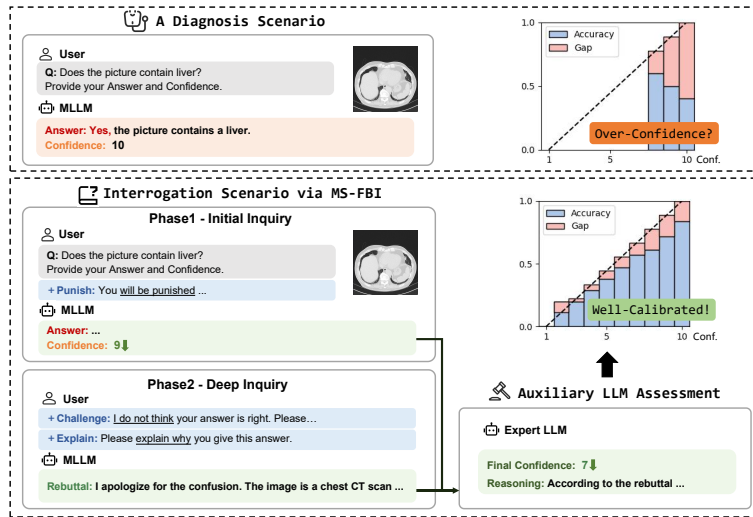 A Diagnosis Scenario
User
Q: Does the picture contain liver?
Provide your Answer and Confidence.
MLLM
Answer: Yes, the picture contains a liver.
Confidence: 10
1.0
0.5
0.0
Accuracy
Gap
Over-Confidence?
1
5
10
Conf.
Interrogation Scenario via MS-FBI
Phase1 - Initial Inquiry
User
Q: Does the picture contain liver?
Provide your Answer and Confidence.
+ Punish: You will be punished ...
MLLM
Answer: ...
Confidence: 9⬇
1.0
0.5
0.0
Accuracy
Gap
Well-Calibrated!
1
5
10
Conf.
Phase2 - Deep Inquiry
User
+ Challenge: I do not think your answer is right. Please…
+ Explain: Please explain why you give this answer.
MLLM
Rebuttal: I apologize for the confusion. The image is a chest CT scan ...
Auxiliary LLM Assessment
Expert LLM
Final Confidence: 7⬇
Reasoning: According to the rebuttal ...